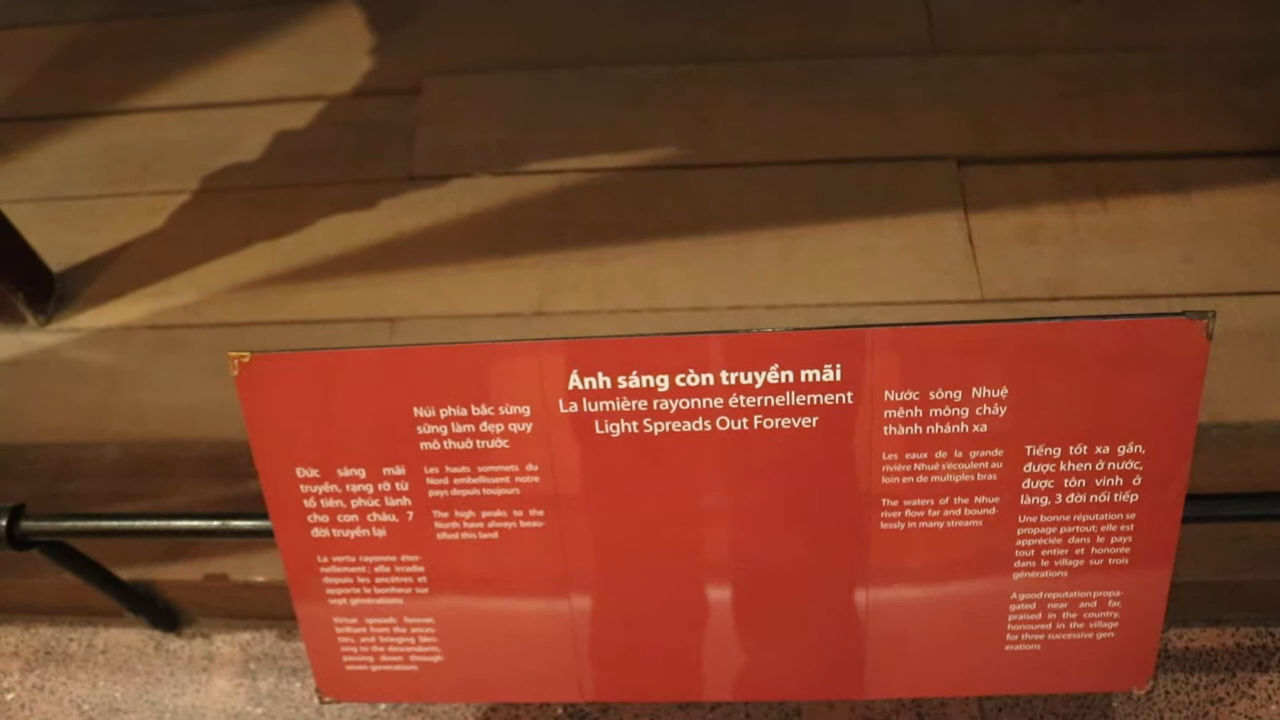 Ánh sáng còn truyền mãi
La lumière rayonne éternellement
Light Spreads Out Forever
Đức sáng mãi
truyền, rạng rỡ từ
tổ tiên, phúc lành
cho con cháu, 7
đời truyền lại
La vertu rayonne éter-
nellement ; elle irradie
depuis les ancêtres et
apporte le bonheur sur
sept générations
Virtue spreads forever,
brilliant from the ances-
tors, and bringing bles-
sing to the descendants,
passing down through
seven generations
Núi phía bắc sừng
sững làm đẹp quy
mô thuở trước
Les hauts sommets du
Nord embellissent notre
pays depuis toujours
The high peaks to the
North have always beau-
tified this land
Nước sông Nhuệ
mênh mông chảy
thành nhánh xa
Les eaux de la grande
rivière Nhuê s'écoulent au
loin en de multiples bras
The waters of the Nhue
river flow far and bound-
lessly in many streams
Tiếng tốt xa gần,
được khen ở nước,
được tôn vinh ở
làng, 3 đời nối tiếp
Une bonne réputation se
propage partout; elle est
appréciée dans le pays
tout entier et honorée
dans le village sur trois
générations
A good reputation propa-
gated near and far,
praised in the country,
honoured in the village
for three successive gen-
erations